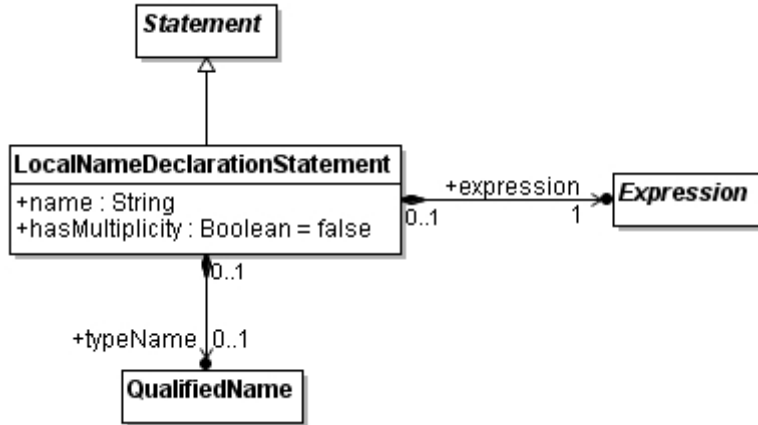 Statement
LocalNameDeclarationStatement
+name : String
+hasMultiplicity : Boolean = false
+expression
0..1
1
Expression
0..1
+typeName
0..1
QualifiedName